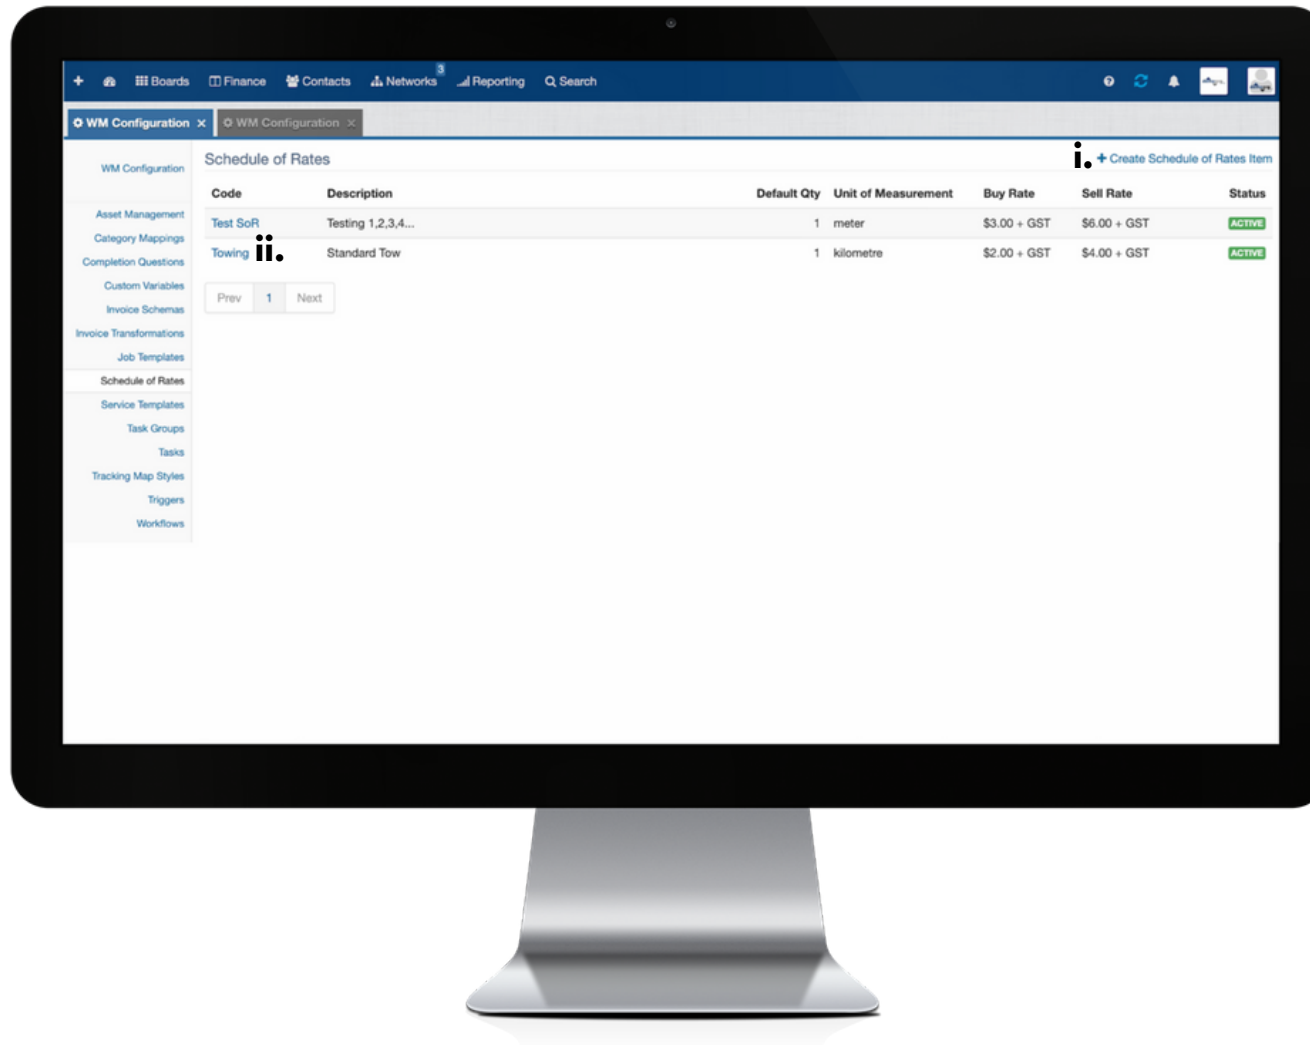 Boards Finance Contacts Networks 3 Reporting Search
WM Configuration × WM Configuration ×
WM Configuration
Asset Management
Category Mappings
Completion Questions
Custom Variables
Invoice Schemas
Invoice Transformations
Job Templates
Schedule of Rates
Service Templates
Task Groups
Tasks
Tracking Map Styles
Triggers
Workflows
Schedule of Rates
i. + Create Schedule of Rates Item
Code Description Default Qty Unit of Measurement Buy Rate Sell Rate Status
Test SoR Testing 1,2,3,4... 1 meter $3.00 + GST $6.00 + GST ACTIVE
Towing ii. Standard Tow 1 kilometre $2.00 + GST $4.00 + GST ACTIVE
Prev 1 Next